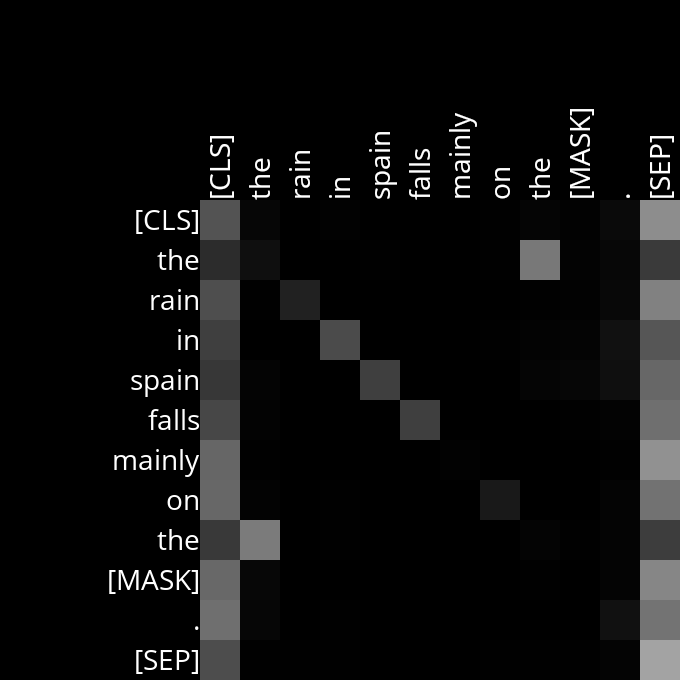 [CLS] the rain in spain falls mainly on the [MASK] . [SEP]
[CLS]
the
rain
in
spain
falls
mainly
on
the
[MASK]
.
[SEP]